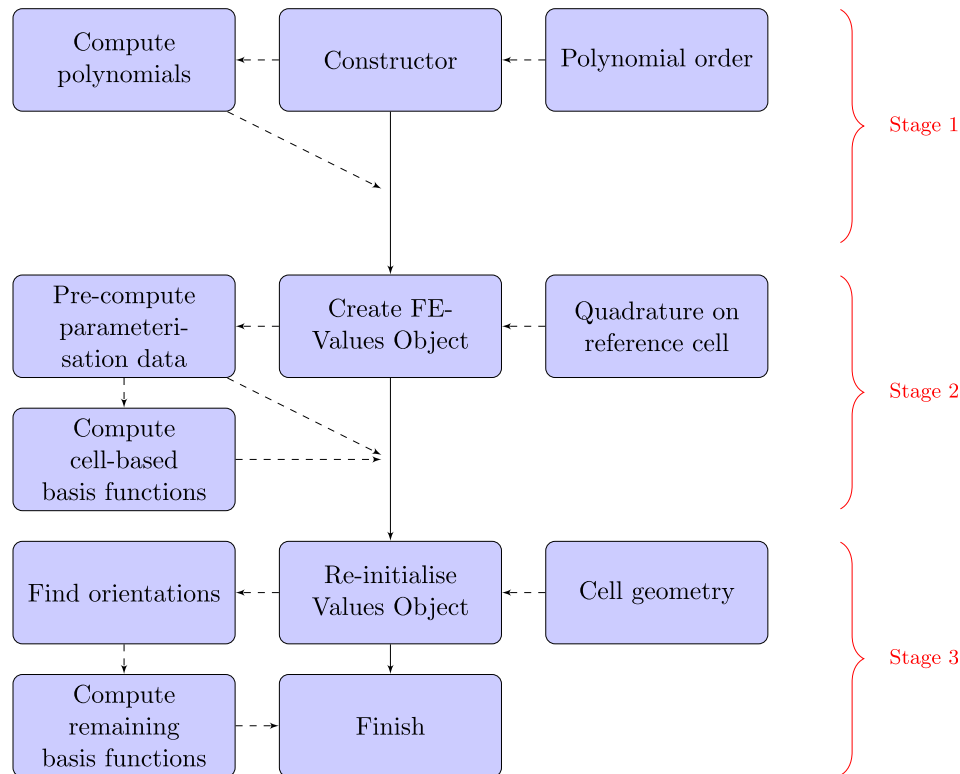 Compute
polynomials
Constructor
Polynomial order
Stage 1
Pre-compute
parameteri-
sation data
Create FE-
Values Object
Quadrature on
reference cell
Stage 2
Compute
cell-based
basis functions
Find orientations
Re-initialise
Values Object
Cell geometry
Stage 3
Compute
remaining
basis functions
Finish